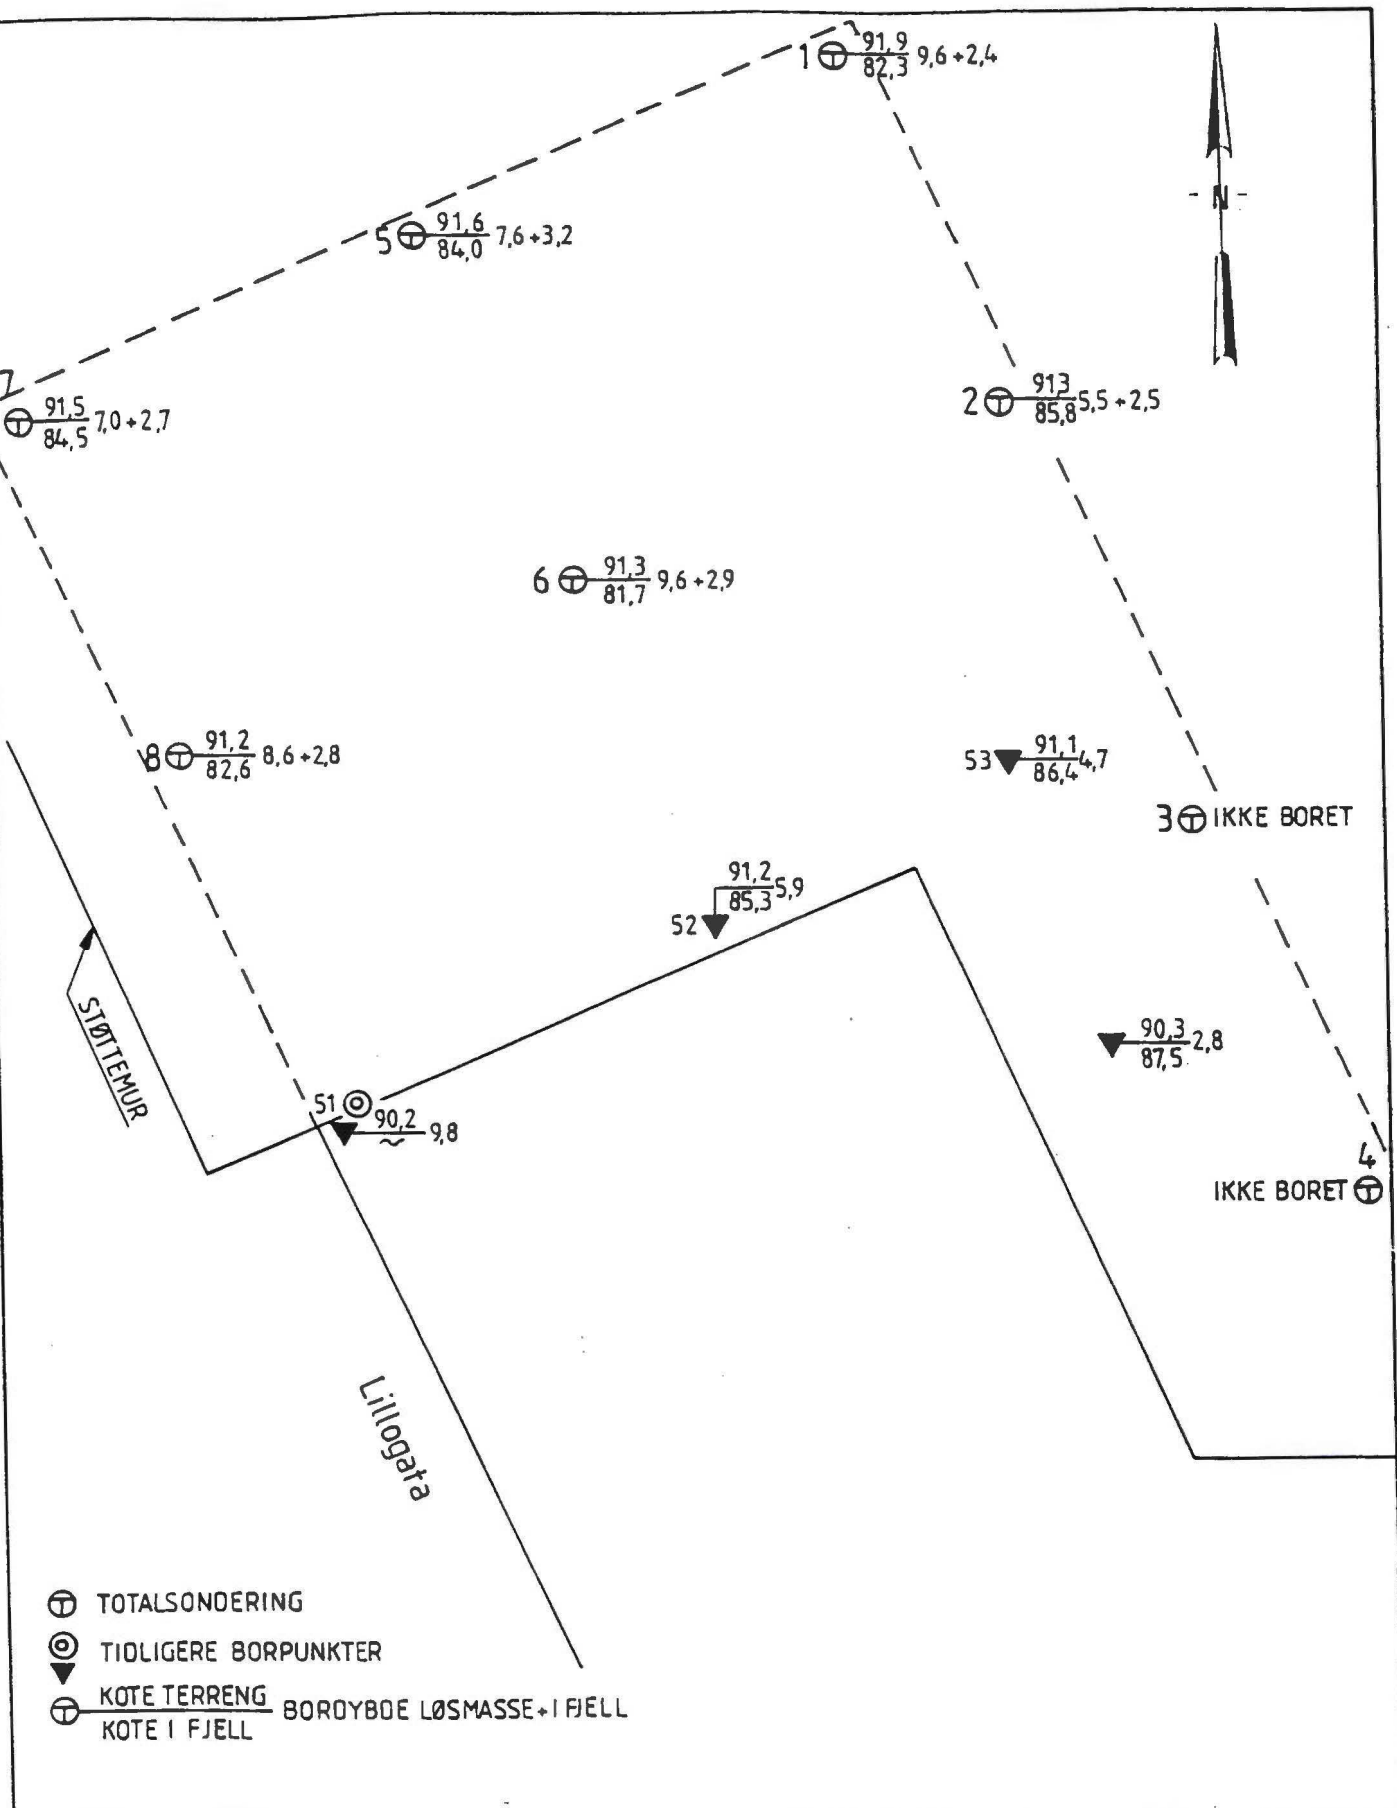 1 91,9 9,6+2,4
82,3
- N -
5 91,6 7,6+3,2
84,0
7
91,5 7,0+2,7
84,5
2 91,3 5,5+2,5
85,8
6 91,3 9,6+2,9
81,7
8 91,2 8,6+2,8
82,6
53 91,1 4,7
86,4
3 IKKE BORET
91,2 5,9
85,3
52
STØTTEMUR
90,3 2,8
87,5
51
90,2 9,8
~
4
IKKE BORET
Lillogata
TOTALSONDERING
TIDLIGERE BORPUNKTER
KOTE TERRENG BORDYBDE LØSMASSE+I FJELL
KOTE I FJELL